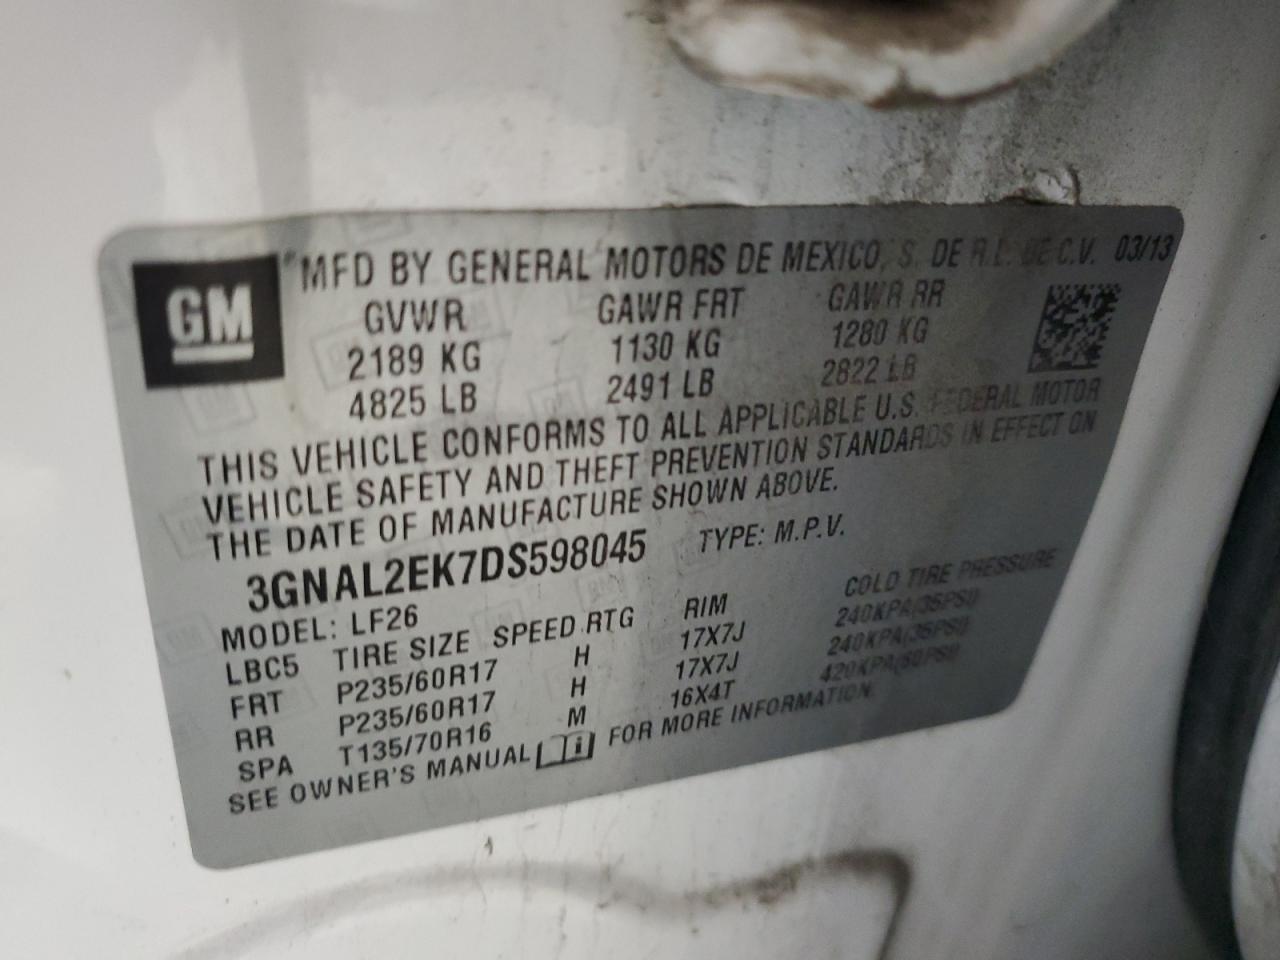 GM
MFD BY GENERAL MOTORS DE MEXICO, S. DE R.L. DE C.V. 03/13
GVWR GAWR FRT GAWR RR
2189 KG 1130 KG 1280 KG
4825 LB 2491 LB 2822 LB
THIS VEHICLE CONFORMS TO ALL APPLICABLE U.S. FEDERAL MOTOR
VEHICLE SAFETY AND THEFT PREVENTION STANDARDS IN EFFECT ON
THE DATE OF MANUFACTURE SHOWN ABOVE.
3GNAL2EK7DS598045 TYPE: M.P.V.
MODEL: LF26
LBC5 TIRE SIZE SPEED RTG RIM COLD TIRE PRESSURE
FRT P235/60R17 H 17X7J 240KPA(35PSI)
RR P235/60R17 H 17X7J 240KPA(35PSI)
SPA T135/70R16 M 16X4T 420KPA(60PSI)
SEE OWNER'S MANUAL FOR MORE INFORMATION.